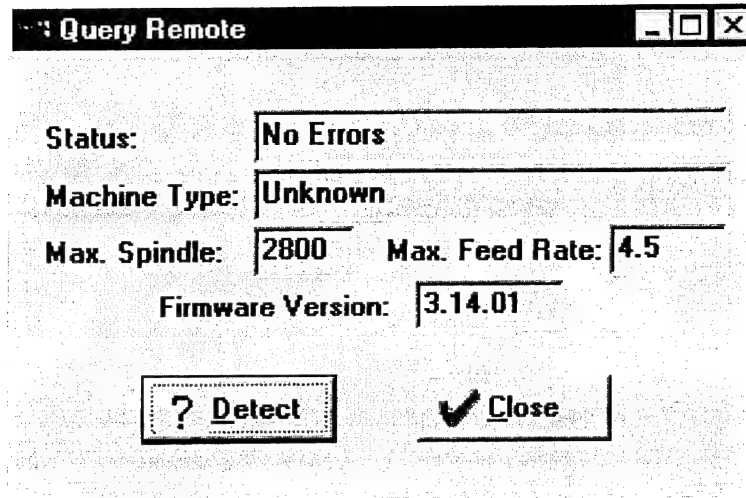 Query Remote
Status: No Errors
Machine Type: Unknown
Max. Spindle: 2800 Max. Feed Rate: 4.5
Firmware Version: 3.14.01
? Detect Close